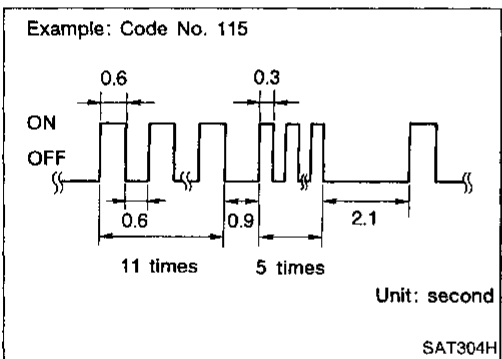 Example: Code No. 115
0.6
0.3
ON
OFF
0.6
0.9
2.1
11 times
5 times
Unit: second
SAT304H